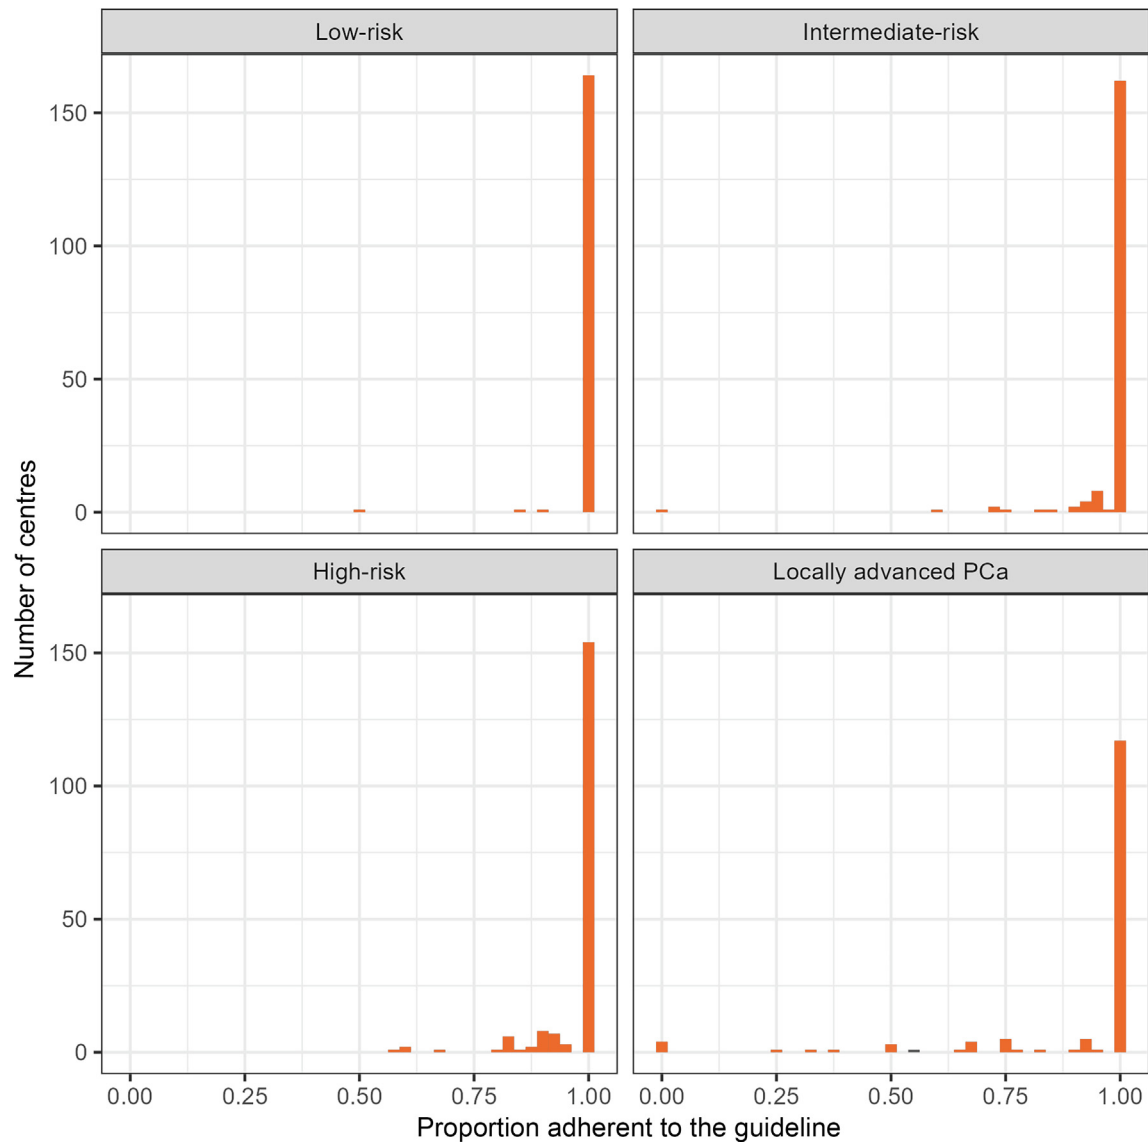 Low-risk
Intermediate-risk
150
100
50
0
High-risk
Locally advanced PCa
150
100
50
0
0.00 0.25 0.50 0.75 1.00 0.00 0.25 0.50 0.75 1.00
Proportion adherent to the guideline
Number of centres